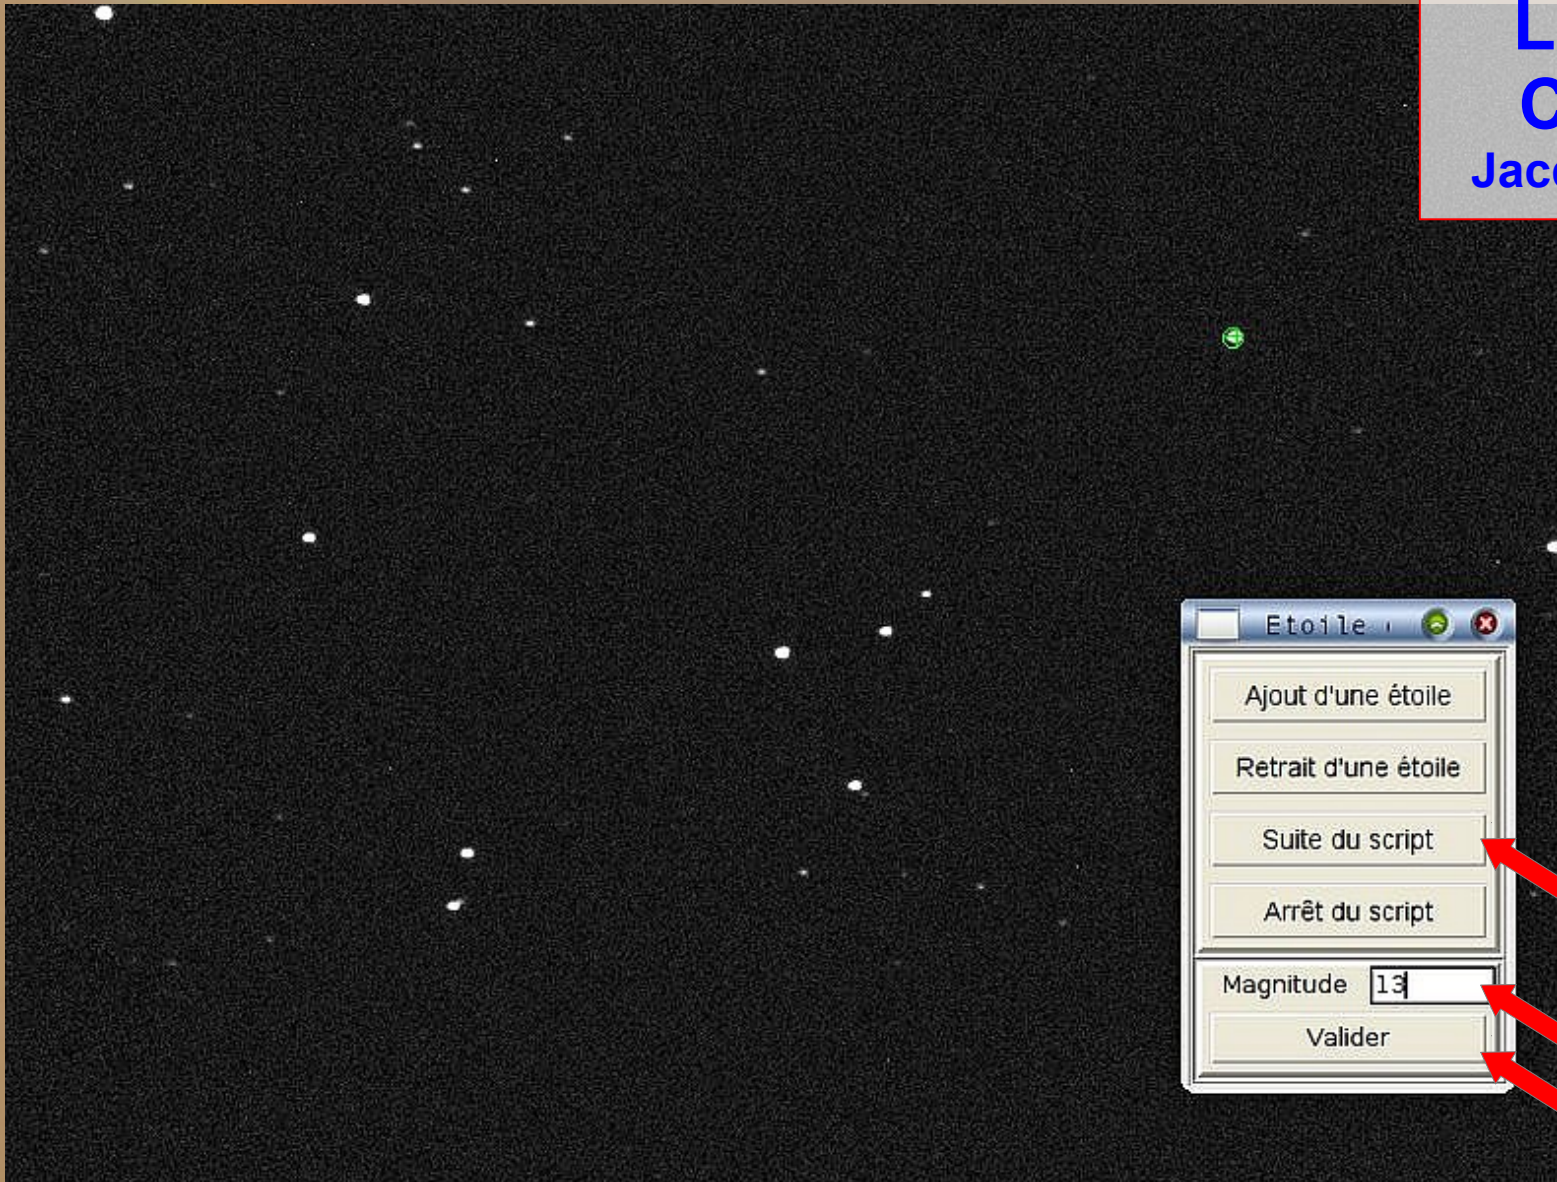 Etoile
Ajout d'une étoile
Retrait d'une étoile
Suite du script
Arrêt du script
Magnitude 13
Valider